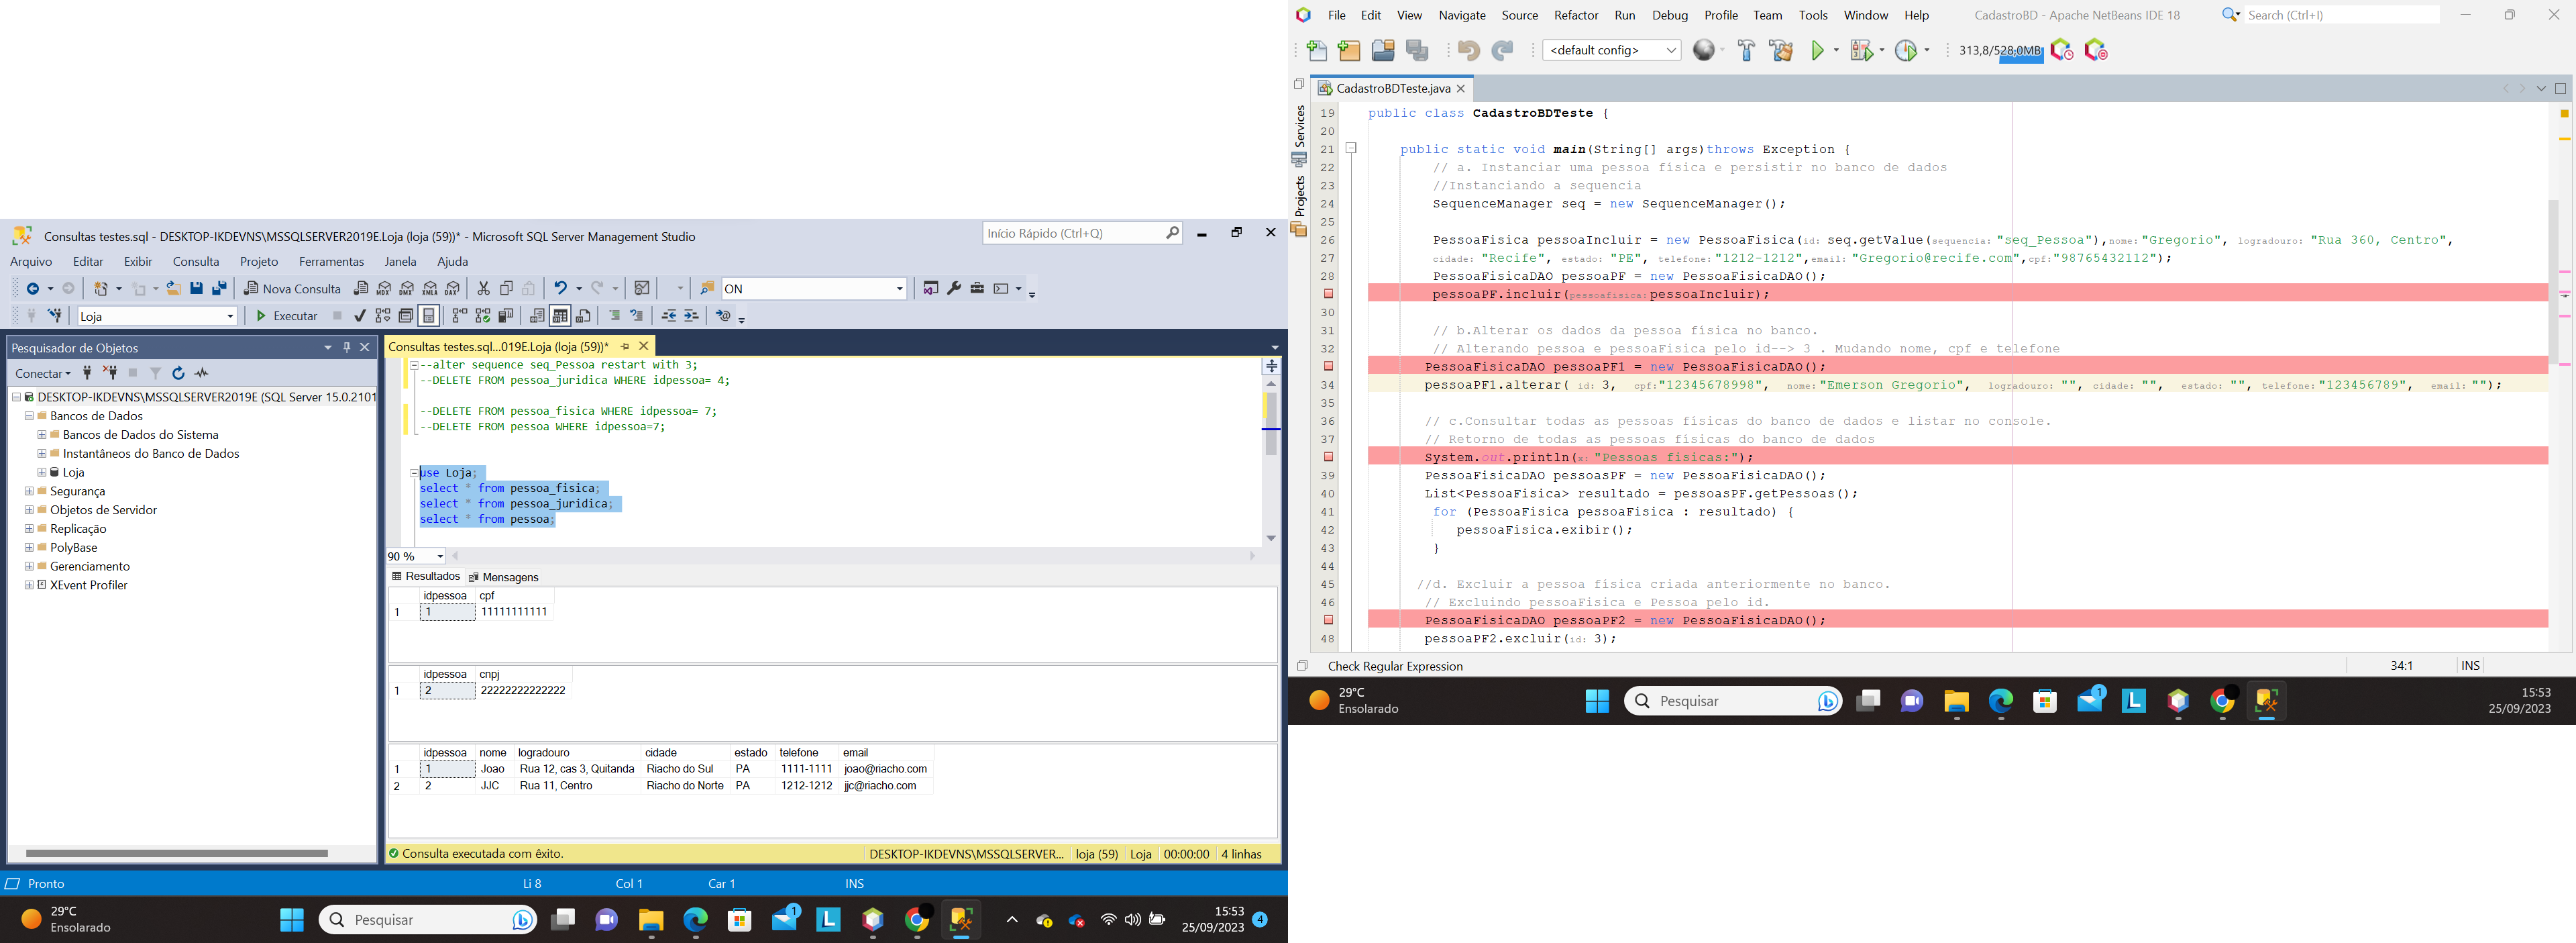 Consultas testes.sql - DESKTOP-IKDEVNS\MSSQLSERVER2019E.Loja (loja (59))* - Microsoft SQL Server Management Studio
Início Rápido (Ctrl+Q)
Arquivo Editar Exibir Consulta Projeto Ferramentas Janela Ajuda
Nova Consulta
MDX DMX XMLA DAX
ON
Loja
Executar
Pesquisador de Objetos
Conectar
DESKTOP-IKDEVNS\MSSQLSERVER2019E (SQL Server 15.0.2101
Bancos de Dados
Bancos de Dados do Sistema
Instantâneos do Banco de Dados
Loja
Segurança
Objetos de Servidor
Replicação
PolyBase
Gerenciamento
XEvent Profiler
Consultas testes.sql...019E.Loja (loja (59))*
--alter sequence seq_Pessoa restart with 3;
--DELETE FROM pessoa_juridica WHERE idpessoa= 4;
--DELETE FROM pessoa_fisica WHERE idpessoa= 7;
--DELETE FROM pessoa WHERE idpessoa=7;
use Loja;
select * from pessoa_fisica;
select * from pessoa_juridica;
select * from pessoa;
90 %
Resultados Mensagens
idpessoa cpf
1 1 11111111111
idpessoa cnpj
1 2 22222222222222
idpessoa nome logradouro cidade estado telefone email
1 1 Joao Rua 12, cas 3, Quitanda Riacho do Sul PA 1111-1111 joao@riacho.com
2 2 JJC Rua 11, Centro Riacho do Norte PA 1212-1212 jjc@riacho.com
Consulta executada com êxito.
DESKTOP-IKDEVNS\MSSQLSERVER... loja (59) Loja 00:00:00 4 linhas
Pronto Li 8 Col 1 Car 1 INS
29°C
Ensolarado
Pesquisar
1
L
15:53
25/09/2023
4
File Edit View Navigate Source Refactor Run Debug Profile Team Tools Window Help
CadastroBD - Apache NetBeans IDE 18
Search (Ctrl+I)
<default config>
313,8/528,0MB
Services
Projects
CadastroBDTeste.java
19 public class CadastroBDTeste {
20
21 public static void main(String[] args)throws Exception {
22 // a. Instanciar uma pessoa física e persistir no banco de dados
23 //Instanciando a sequencia
24 SequenceManager seq = new SequenceManager();
25
26 PessoaFisica pessoaIncluir = new PessoaFisica(id: seq.getValue(sequencia: "seq_Pessoa"),nome: "Gregorio", logradouro: "Rua 360, Centro",
27 cidade: "Recife", estado: "PE", telefone: "1212-1212",email: "Gregorio@recife.com",cpf: "98765432112");
28 PessoaFisicaDAO pessoaPF = new PessoaFisicaDAO();
pessoaPF.incluir(pessoafisica: pessoaIncluir);
30
31 // b.Alterar os dados da pessoa física no banco.
32 // Alterando pessoa e pessoaFisica pelo id--> 3 . Mudando nome, cpf e telefone
PessoaFisicaDAO pessoaPF1 = new PessoaFisicaDAO();
34 pessoaPF1.alterar( id: 3, cpf: "12345678998", nome: "Emerson Gregorio", logradouro: "", cidade: "", estado: "", telefone: "123456789", email: "");
35
36 // c.Consultar todas as pessoas físicas do banco de dados e listar no console.
37 // Retorno de todas as pessoas físicas do banco de dados
System.out.println(x: "Pessoas fisicas:");
39 PessoaFisicaDAO pessoasPF = new PessoaFisicaDAO();
40 List<PessoaFisica> resultado = pessoasPF.getPessoas();
41 for (PessoaFisica pessoaFisica : resultado) {
42 pessoaFisica.exibir();
43 }
44
45 //d. Excluir a pessoa física criada anteriormente no banco.
46 // Excluindo pessoaFisica e Pessoa pelo id.
PessoaFisicaDAO pessoaPF2 = new PessoaFisicaDAO();
48 pessoaPF2.excluir(id: 3);
Check Regular Expression
34:1 INS
29°C
Ensolarado
Pesquisar
1
L
15:53
25/09/2023